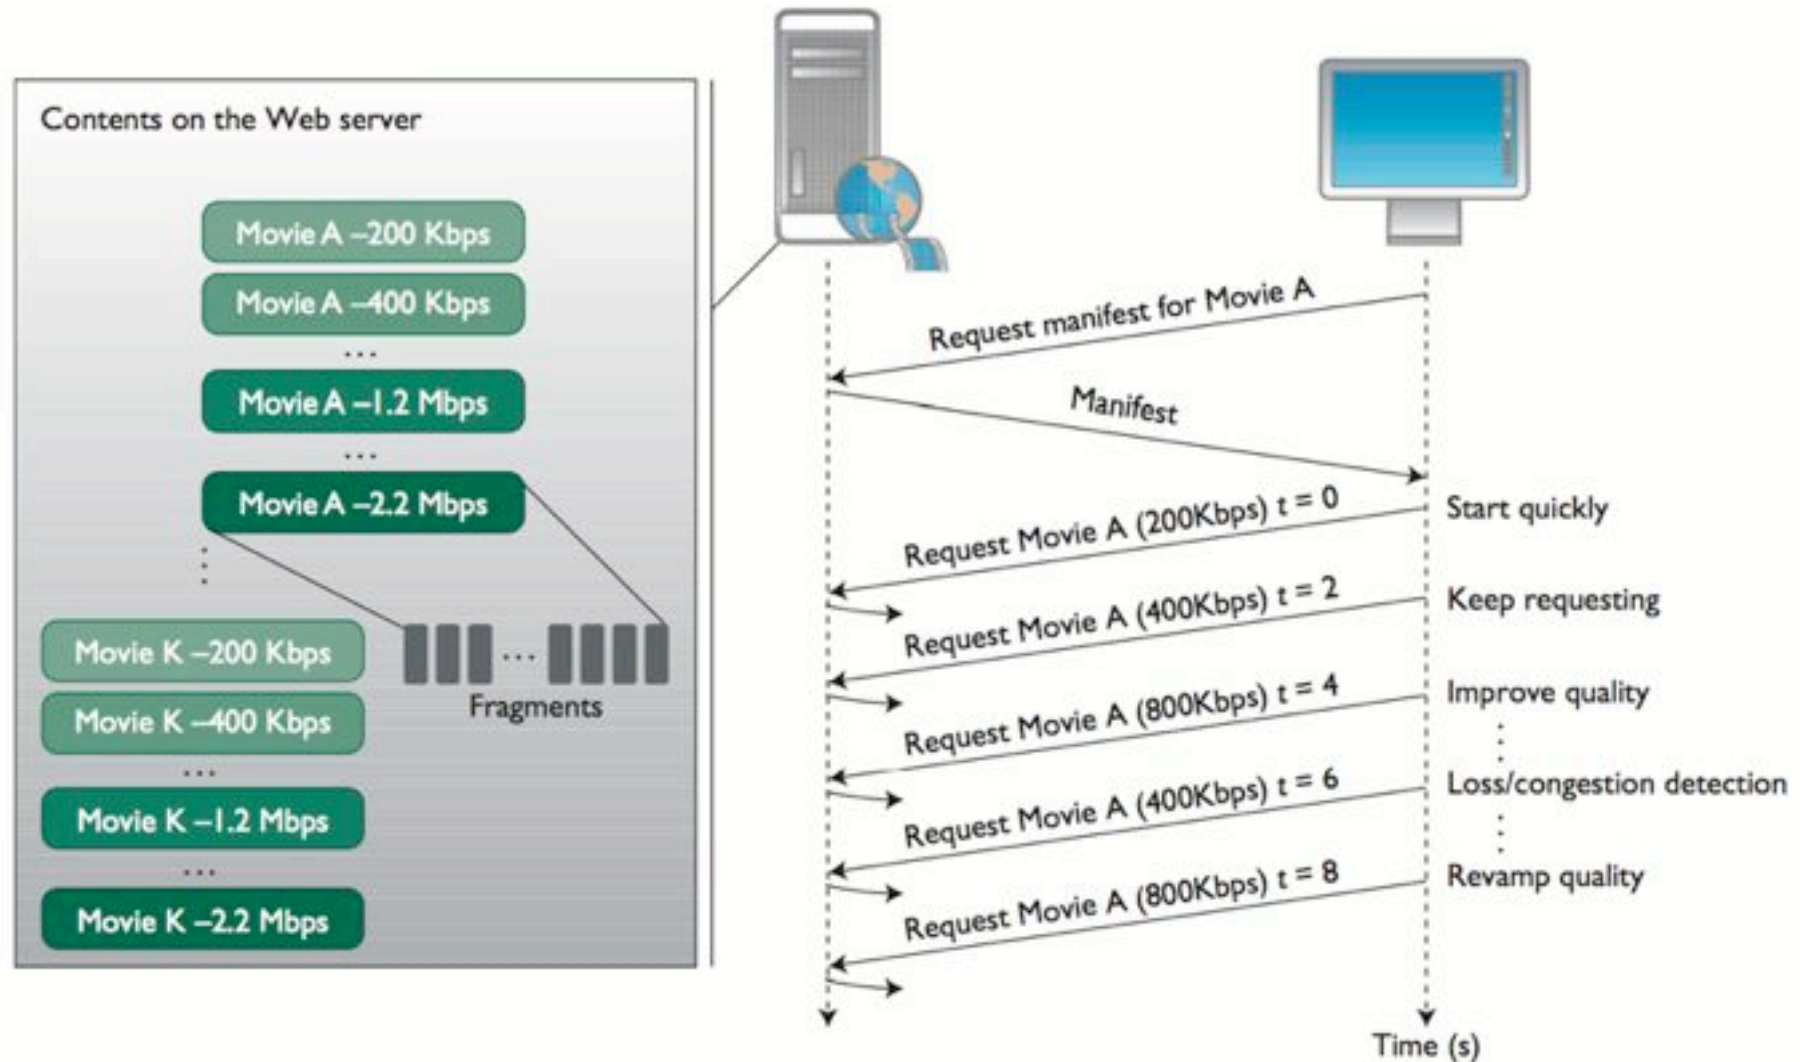 Contents on the Web server
Movie A –200 Kbps
Movie A –400 Kbps
...
Movie A –1.2 Mbps
...
Movie A –2.2 Mbps
Movie K –200 Kbps
Movie K –400 Kbps
...
Movie K –1.2 Mbps
...
Movie K –2.2 Mbps
...
Fragments
Request manifest for Movie A
Manifest
Request Movie A (200Kbps) t = 0
Start quickly
Request Movie A (400Kbps) t = 2
Keep requesting
Request Movie A (800Kbps) t = 4
Improve quality
Request Movie A (400Kbps) t = 6
Loss/congestion detection
Request Movie A (800Kbps) t = 8
Revamp quality
Time (s)